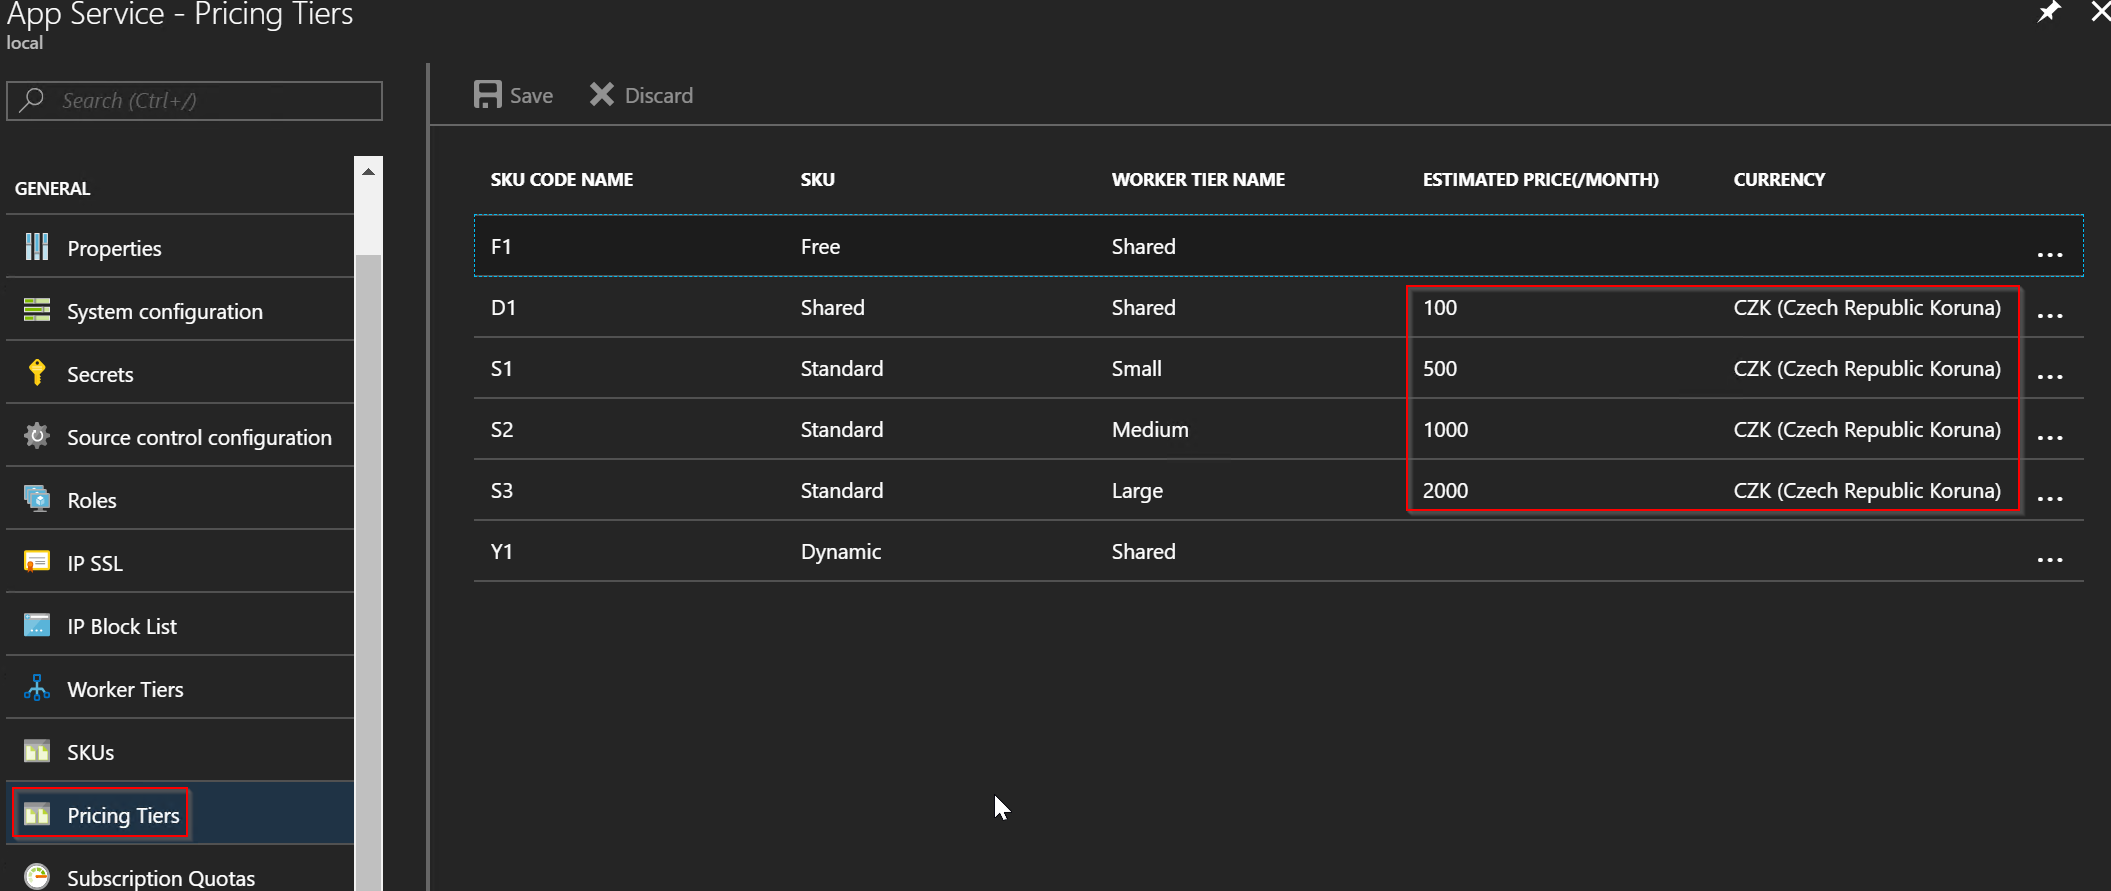 App Service - Pricing Tiers
local
Search (Ctrl+/)
Save Discard
GENERAL
Properties
System configuration
Secrets
Source control configuration
Roles
IP SSL
IP Block List
Worker Tiers
SKUs
Pricing Tiers
Subscription Quotas
SKU CODE NAME SKU WORKER TIER NAME ESTIMATED PRICE(/MONTH) CURRENCY
F1 Free Shared ...
D1 Shared Shared 100 CZK (Czech Republic Koruna) ...
S1 Standard Small 500 CZK (Czech Republic Koruna) ...
S2 Standard Medium 1000 CZK (Czech Republic Koruna) ...
S3 Standard Large 2000 CZK (Czech Republic Koruna) ...
Y1 Dynamic Shared ...